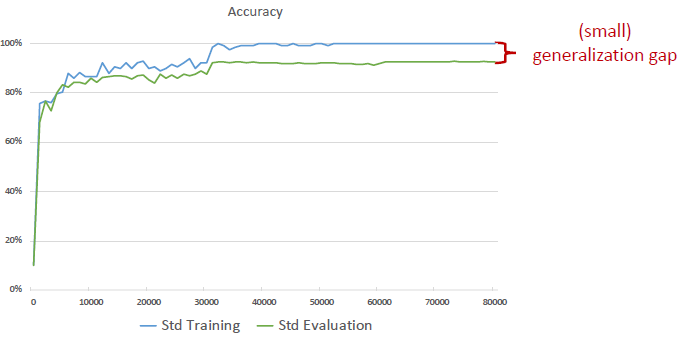 Accuracy
(small)
generalization gap
100%
80%
60%
40%
20%
0%
0 10000 20000 30000 40000 50000 60000 70000 80000
Std Training Std Evaluation